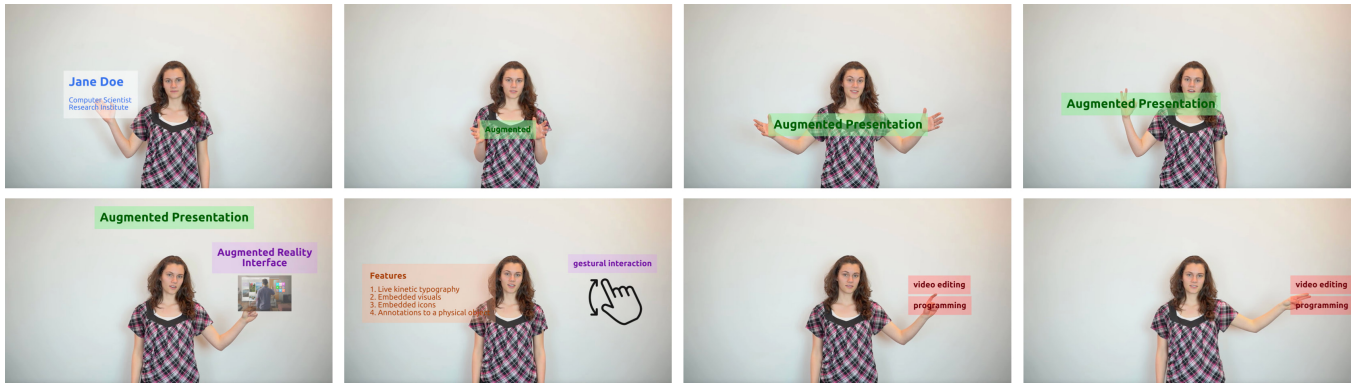 Jane Doe
Computer Scientist
Research Institute
Augmented
Augmented Presentation
Augmented Presentation
Augmented Presentation
Augmented Reality
Interface
Features
1. Live kinetic typography
2. Embedded visuals
3. Embedded icons
4. Annotations to a physical object
gestural interaction
video editing
programming
video editing
programming